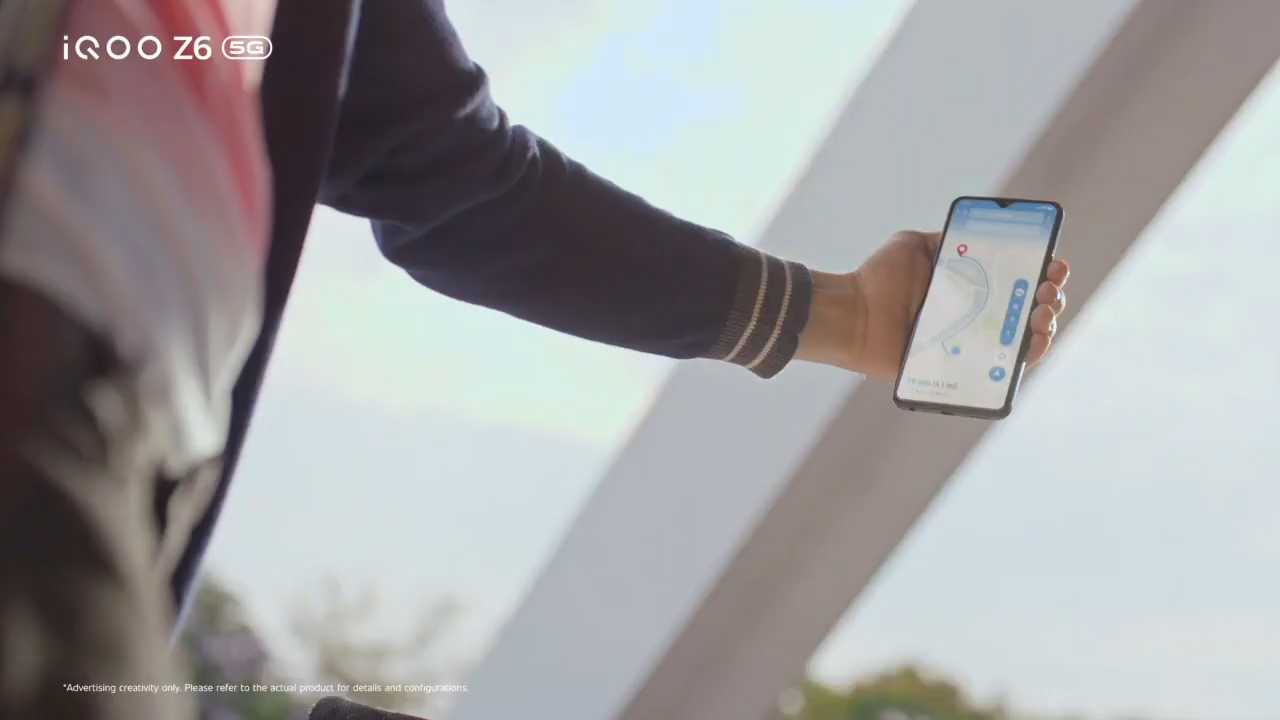 iQOO Z6 5G
*Advertising creativity only. Please refer to the actual product for details and configurations.